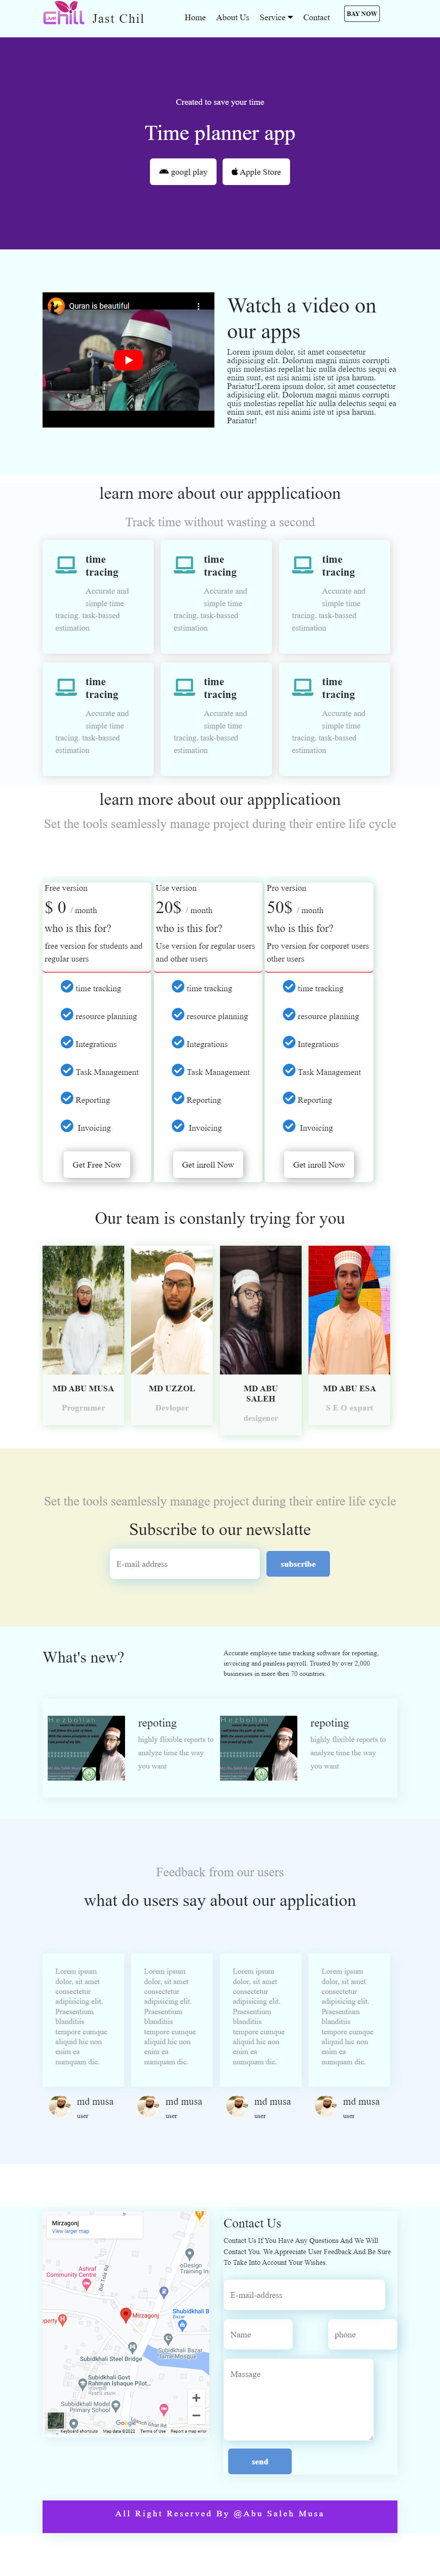 Just
Chill
Jast Chil
Home About Us Service Contact
BAY NOW
Created to save your time
Time planner app
googl play Apple Store
Quran is beautiful
Watch a video on
our apps
Lorem ipsum dolor, sit amet consectetur
adipisicing elit. Dolorum magni minus corrupti
quis molestias repellat hic nulla delectus sequi ea
enim sunt, est nisi animi iste ut ipsa harum.
Pariatur!Lorem ipsum dolor, sit amet consectetur
adipisicing elit. Dolorum magni minus corrupti
quis molestias repellat hic nulla delectus sequi ea
enim sunt, est nisi animi iste ut ipsa harum.
Pariatur!
learn more about our appplicatioon
Track time without wasting a second
time
tracing
Accurate and
simple time
tracing. task-bassed
estimation
time
tracing
Accurate and
simple time
tracing. task-bassed
estimation
time
tracing
Accurate and
simple time
tracing. task-bassed
estimation
time
tracing
Accurate and
simple time
tracing. task-bassed
estimation
time
tracing
Accurate and
simple time
tracing. task-bassed
estimation
time
tracing
Accurate and
simple time
tracing. task-bassed
estimation
learn more about our appplicatioon
Set the tools seamlessly manage project during their entire life cycle
Free version
$ 0 / month
who is this for?
free version for students and
regular users
time tracking
resource planning
Integrations
Task Management
Reporting
Invoicing
Get Free Now
Use version
20$ / month
who is this for?
Use version for regular users
and other users
time tracking
resource planning
Integrations
Task Management
Reporting
Invoicing
Get inroll Now
Pro version
50$ / month
who is this for?
Pro version for corporet users
other users
time tracking
resource planning
Integrations
Task Management
Reporting
Invoicing
Get inroll Now
Our team is constanly trying for you
MD ABU MUSA
Progrmmer
MD UZZOL
Devloper
MD ABU
SALEH
desigener
MD ABU ESA
S E O expart
Set the tools seamlessly manage project during their entire life cycle
Subscribe to our newslatte
E-mail address
subscribe
What's new?
Accurate employee time tracking software for reporting,
invoicing and painless payroll. Trusted by over 2,000
businesses in more then 70 countries.
Hezbollah
repoting
highly flixible reports to
analyze time the way
you want
Hezbollah
repoting
highly flixible reports to
analyze time the way
you want
Feedback from our users
what do users say about our application
Lorem ipsum
dolor, sit amet
consectetur
adipisicing elit.
Praesentium
blanditiis
tempore cumque
aliquid hic non
enim ea
numquam dic.
md musa
user
Lorem ipsum
dolor, sit amet
consectetur
adipisicing elit.
Praesentium
blanditiis
tempore cumque
aliquid hic non
enim ea
numquam dic.
md musa
user
Lorem ipsum
dolor, sit amet
consectetur
adipisicing elit.
Praesentium
blanditiis
tempore cumque
aliquid hic non
enim ea
numquam dic.
md musa
user
Lorem ipsum
dolor, sit amet
consectetur
adipisicing elit.
Praesentium
blanditiis
tempore cumque
aliquid hic non
enim ea
numquam dic.
md musa
user
Mirzagonj
View larger map
Ashraf
Community Centre
Bot Tola Rd
oDesign
Training In
Shubidkali B
Bazar
operty
Mirzagonj
Subidkhali Bazar
Jame Mosque
Subidkhali Steel Bridge
Subidkhali Govt
Rahman Ishaque Pilot...
Subbidkhali Model
Primary School
Ghat Rd
Google
Keyboard shortcuts Map data ©2022 Terms of Use Report a map error
Contact Us
Contact Us If You Have Any Questions And We Will
Contact You. We Appreciate User Feedback And Be Sure
To Take Into Account Your Wishes.
E-mail-address
Name phone
Massage
send
All Right Reserved By @Abu Saleh Musa